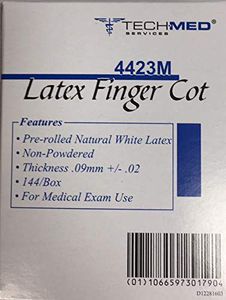 TECHMED®
SERVICES
4423M
Latex Finger Cot
Features
• Pre-rolled Natural White Latex
• Non-Powdered
• Thickness .09mm +/- .02
• 144/Box
• For Medical Exam Use
(01)10665973017904
D12281603